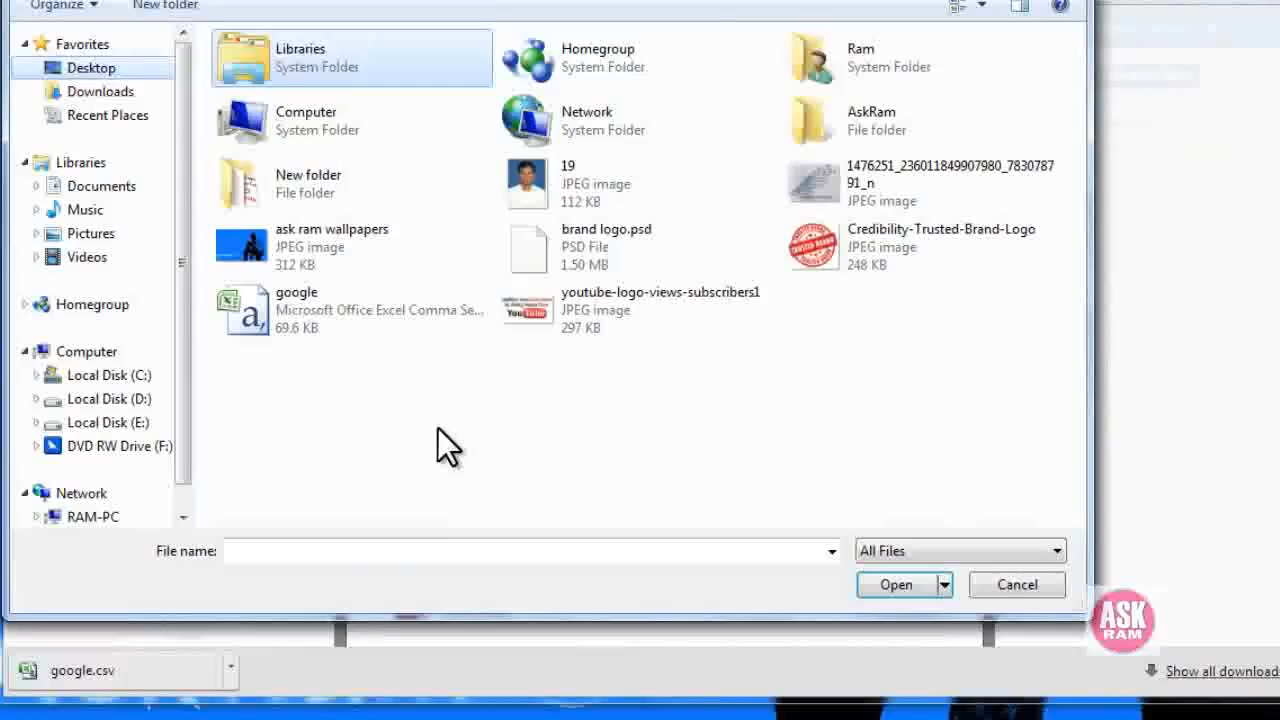 Organize
New folder
Favorites
Desktop
Downloads
Recent Places
Libraries
Documents
Music
Pictures
Videos
Homegroup
Computer
Local Disk (C:)
Local Disk (D:)
Local Disk (E:)
DVD RW Drive (F:)
Network
RAM-PC
Libraries
System Folder
Homegroup
System Folder
Ram
System Folder
Computer
System Folder
Network
System Folder
AskRam
File folder
New folder
File folder
19
JPEG image
112 KB
1476251_236011849907980_7830787
91_n
JPEG image
ask ram wallpapers
JPEG image
312 KB
brand logo.psd
PSD File
1.50 MB
TRUSTED BRAND
Credibility-Trusted-Brand-Logo
JPEG image
248 KB
a,
google
Microsoft Office Excel Comma Se...
69.6 KB
YouTube
youtube-logo-views-subscribers1
JPEG image
297 KB
File name:
All Files
Open
Cancel
ASK
RAM
google.csv
Show all downloads